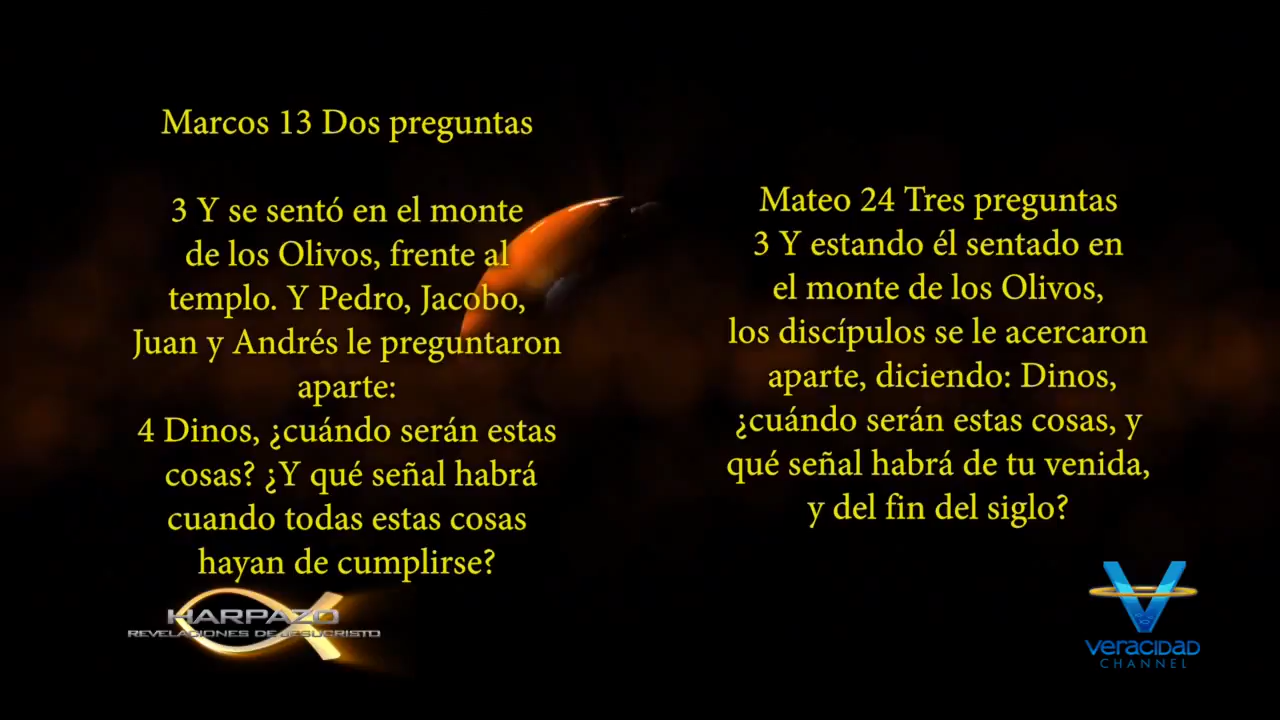 Marcos 13 Dos preguntas
3 Y se sentó en el monte
de los Olivos, frente al
templo. Y Pedro, Jacobo,
Juan y Andrés le preguntaron
aparte:
4 Dinos, ¿cuándo serán estas
cosas? ¿Y qué señal habrá
cuando todas estas cosas
hayan de cumplirse?
Mateo 24 Tres preguntas
3 Y estando él sentado en
el monte de los Olivos,
los discípulos se le acercaron
aparte, diciendo: Dinos,
¿cuándo serán estas cosas, y
qué señal habrá de tu venida,
y del fin del siglo?
HARPAZO
REVELACIONES DE JESUCRISTO
V
veracidad
CHANNEL